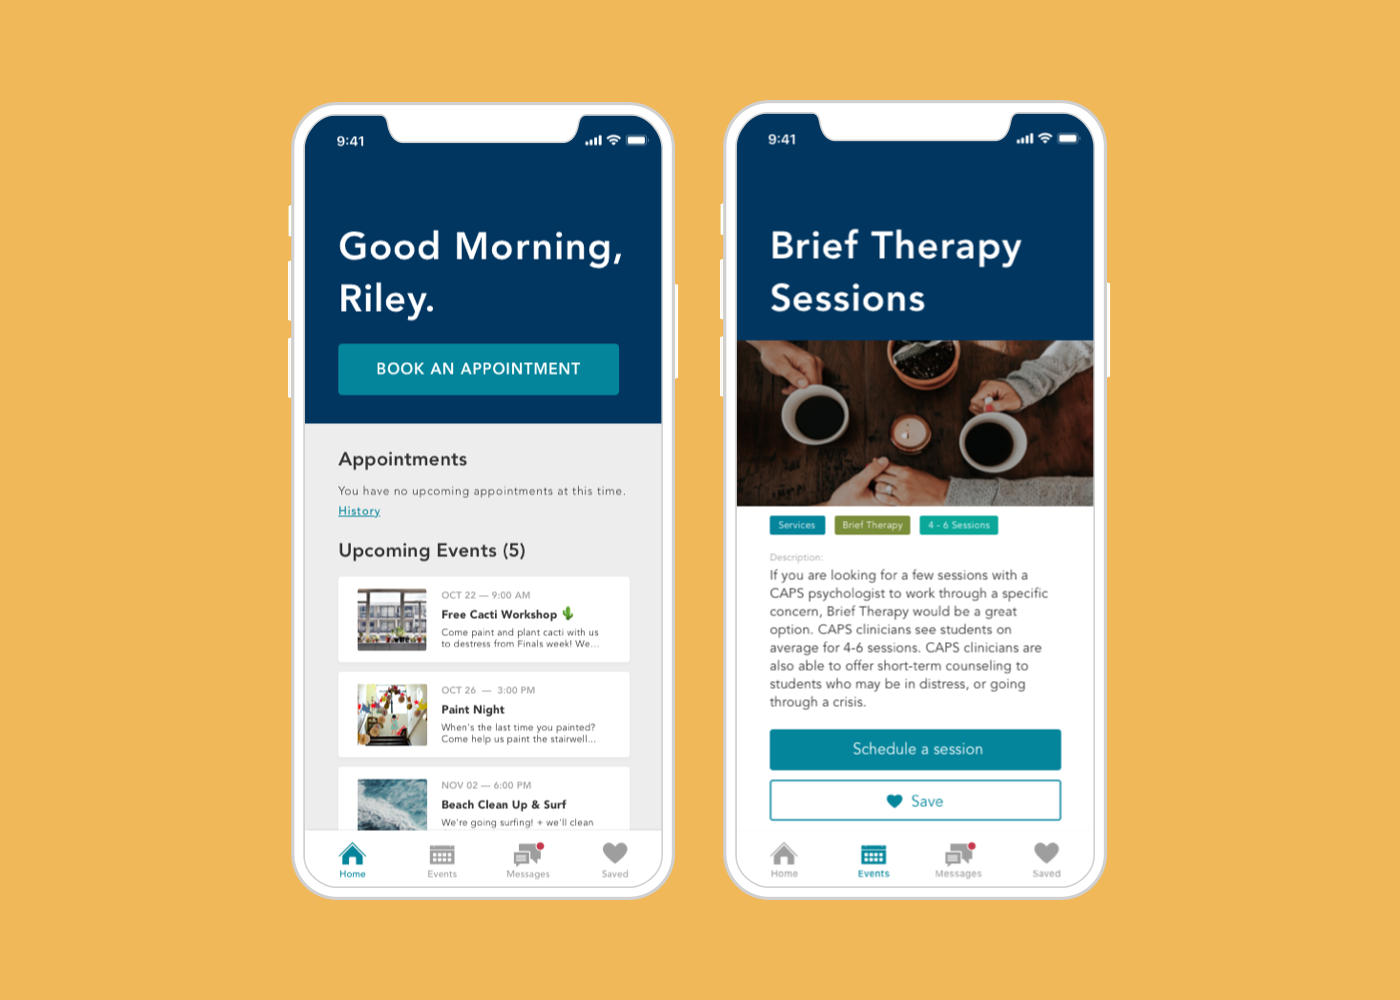 9:41
Good Morning,
Riley.
BOOK AN APPOINTMENT
Appointments
You have no upcoming appointments at this time.
History
Upcoming Events (5)
OCT 22 — 9:00 AM
Free Cacti Workshop 🌵
Come paint and plant cacti with us
to destress from Finals week! We...
OCT 26 — 3:00 PM
Paint Night
When's the last time you painted?
Come help us paint the stairwell...
NOV 02 — 6:00 PM
Beach Clean Up & Surf
We're going surfing! + we'll clean
Home
Events
Messages
Saved
9:41
Brief Therapy
Sessions
Services
Brief Therapy
4 - 6 Sessions
Description:
If you are looking for a few sessions with a
CAPS psychologist to work through a specific
concern, Brief Therapy would be a great
option. CAPS clinicians see students on
average for 4-6 sessions. CAPS clinicians are
also able to offer short-term counseling to
students who may be in distress, or going
through a crisis.
Schedule a session
Save
Home
Events
Messages
Saved